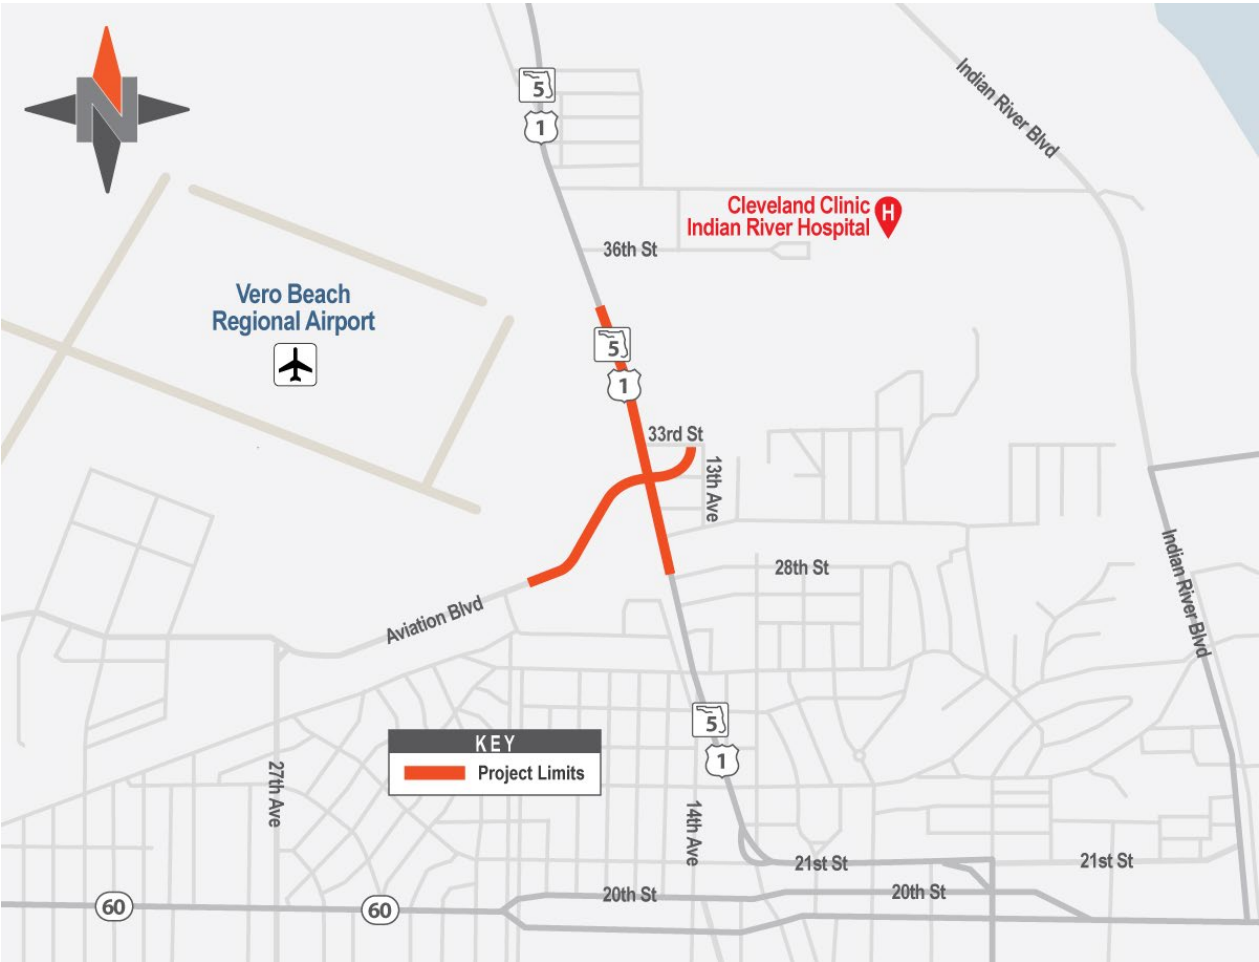 N
5
1
Indian River Blvd
Cleveland Clinic
Indian River Hospital
H
36th St
Vero Beach
Regional Airport
5
1
33rd St
13th Ave
28th St
Indian River Blvd
Aviation Blvd
5
1
KEY
Project Limits
27th Ave
14th Ave
21st St
21st St
20th St
20th St
60
60